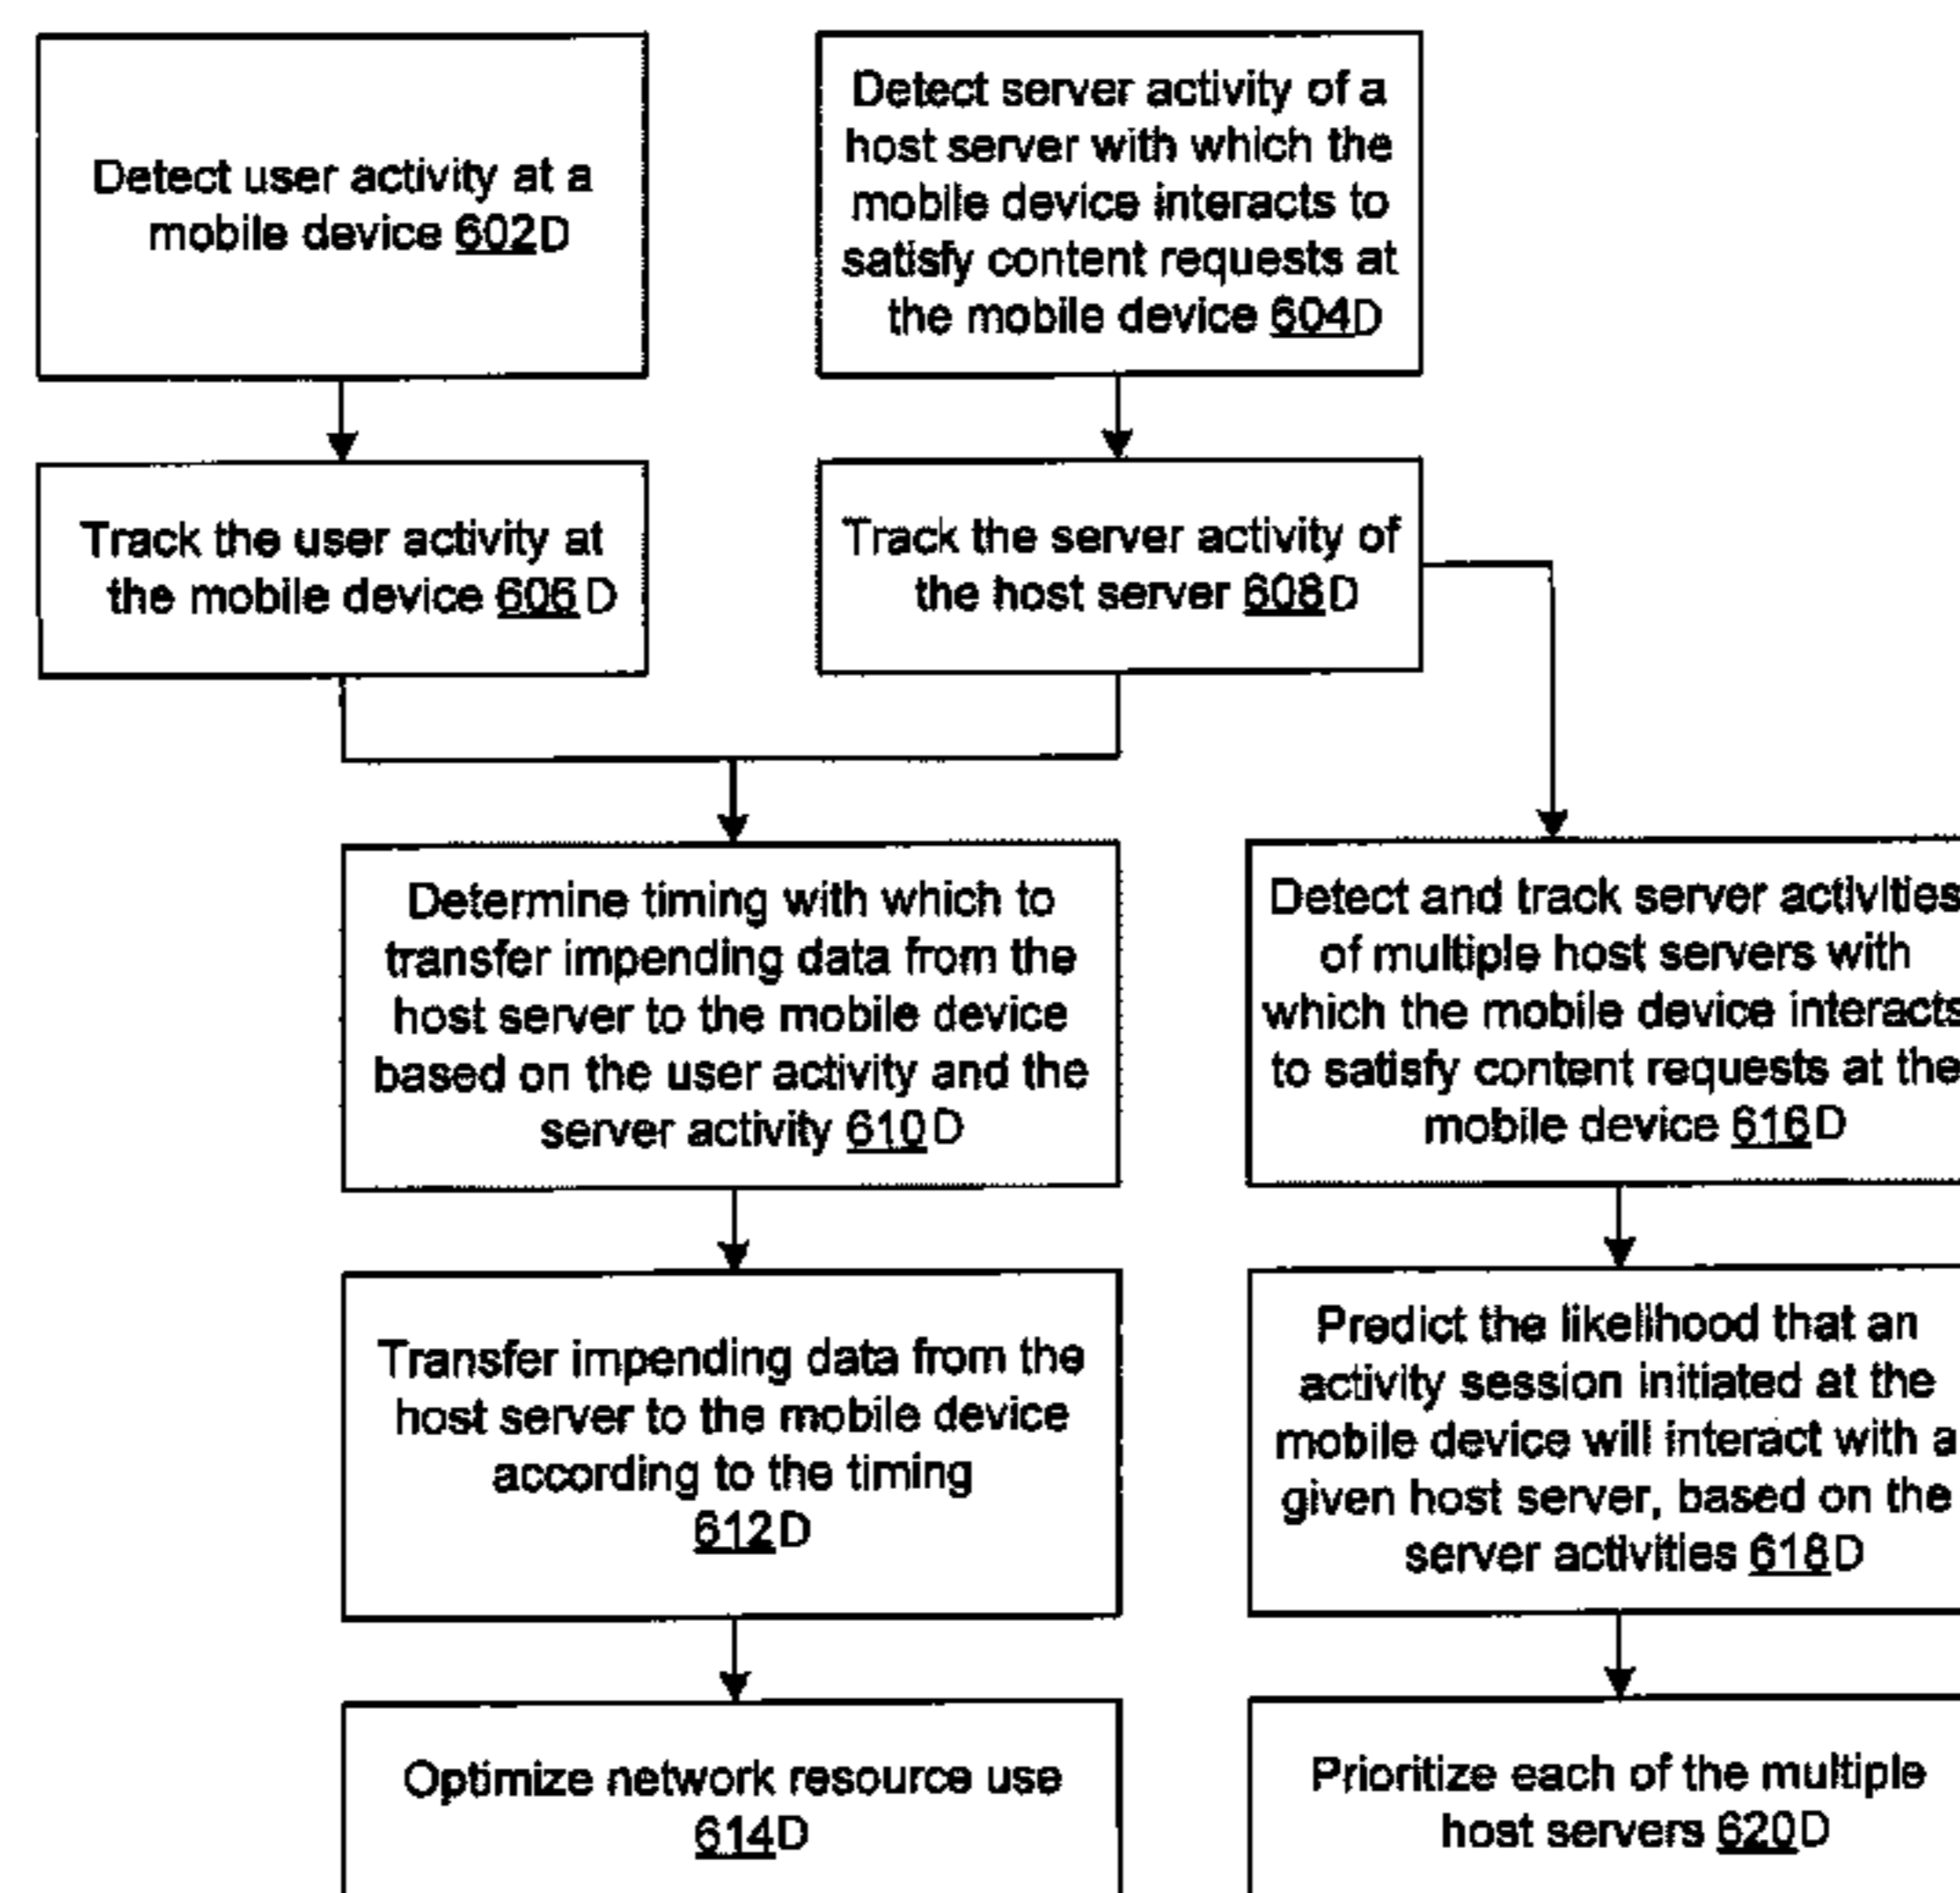 Detect user activity at a
mobile device 602D
Detect server activity of a
host server with which the
mobile device interacts to
satisfy content requests at
the mobile device 604D
Track the user activity at
the mobile device 606D
Track the server activity of
the host server 608D
Determine timing with which to
transfer impending data from the
host server to the mobile device
based on the user activity and the
server activity 610D
Detect and track server activities
of multiple host servers with
which the mobile device interacts
to satisfy content requests at the
mobile device 616D
Transfer impending data from the
host server to the mobile device
according to the timing
612D
Predict the likelihood that an
activity session initiated at the
mobile device will interact with a
given host server, based on the
server activities 618D
Optimize network resource use
614D
Prioritize each of the multiple
host servers 620D